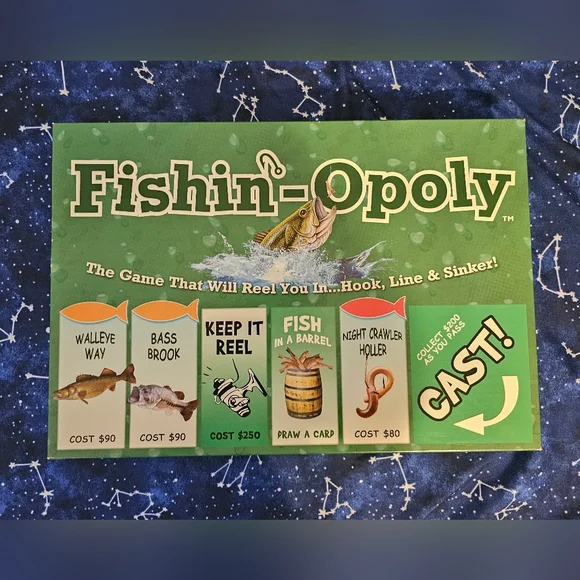 Fishin-Opoly
TM
The Game That Will Reel You In...Hook, Line & Sinker!
WALLEYE
WAY
COST $90
BASS
BROOK
COST $90
KEEP IT
REEL
COST $250
FISH
IN A BARREL
DRAW A CARD
NIGHT CRAWLER
HOLLER
COST $80
COLLECT $200
AS YOU PASS
CAST!